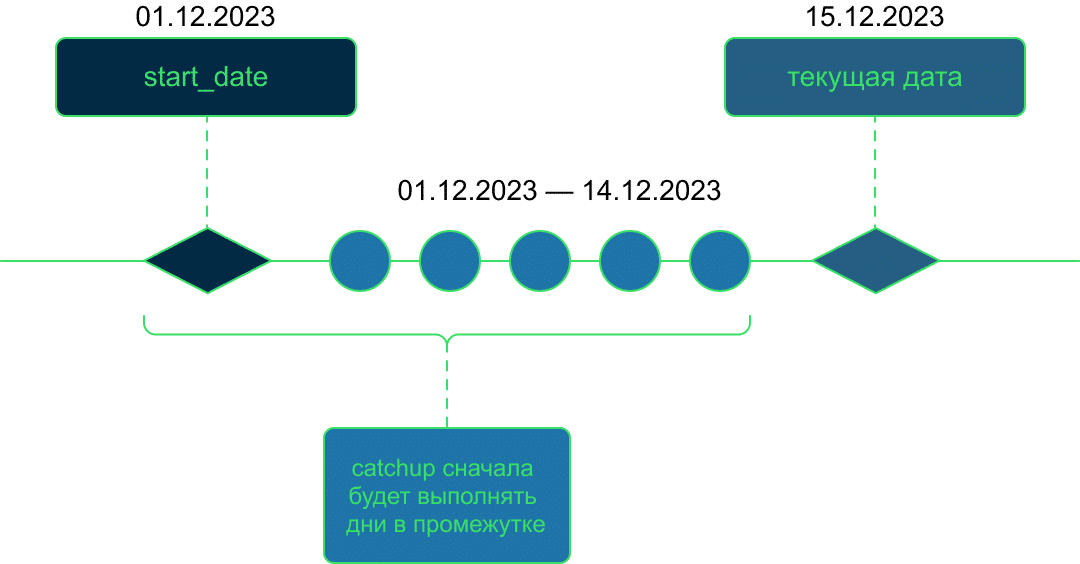 01.12.2023
15.12.2023
start_date
текущая дата
01.12.2023 — 14.12.2023
catchup сначала
будет выполнять
дни в промежутке